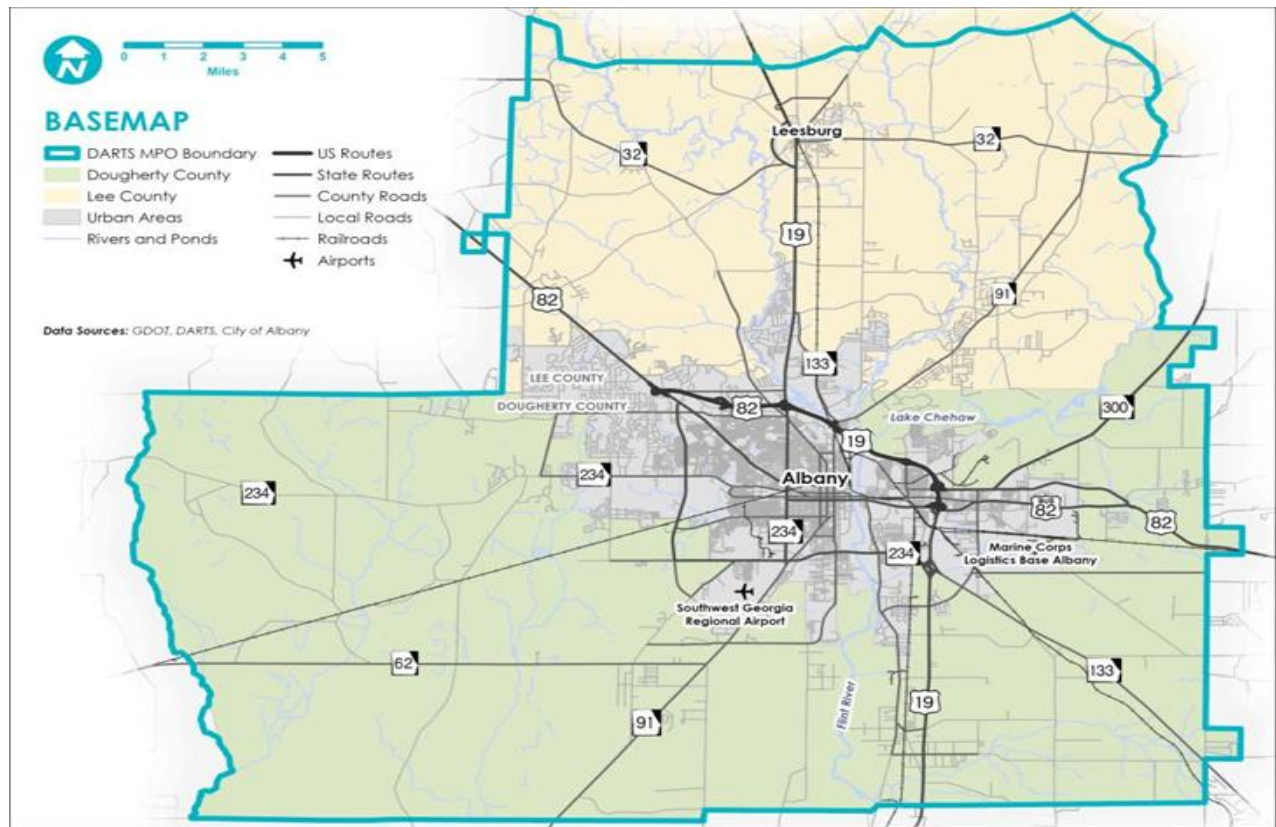 N
0 1 2 3 4 5
Miles
BASEMAP
DARTS MPO Boundary
Dougherty County
Lee County
Urban Areas
Rivers and Ponds
US Routes
State Routes
County Roads
Local Roads
Railroads
Airports
Data Sources: GDOT, DARTS, City of Albany
Leesburg
32
32
19
82
91
133
LEE COUNTY
DOUGHERTY COUNTY
82
300
Lake Chehaw
19
234
234
Albany
82
82
234
234
Marine Corps
Logistics Base Albany
Southwest Georgia
Regional Airport
62
133
Flint River
19
91